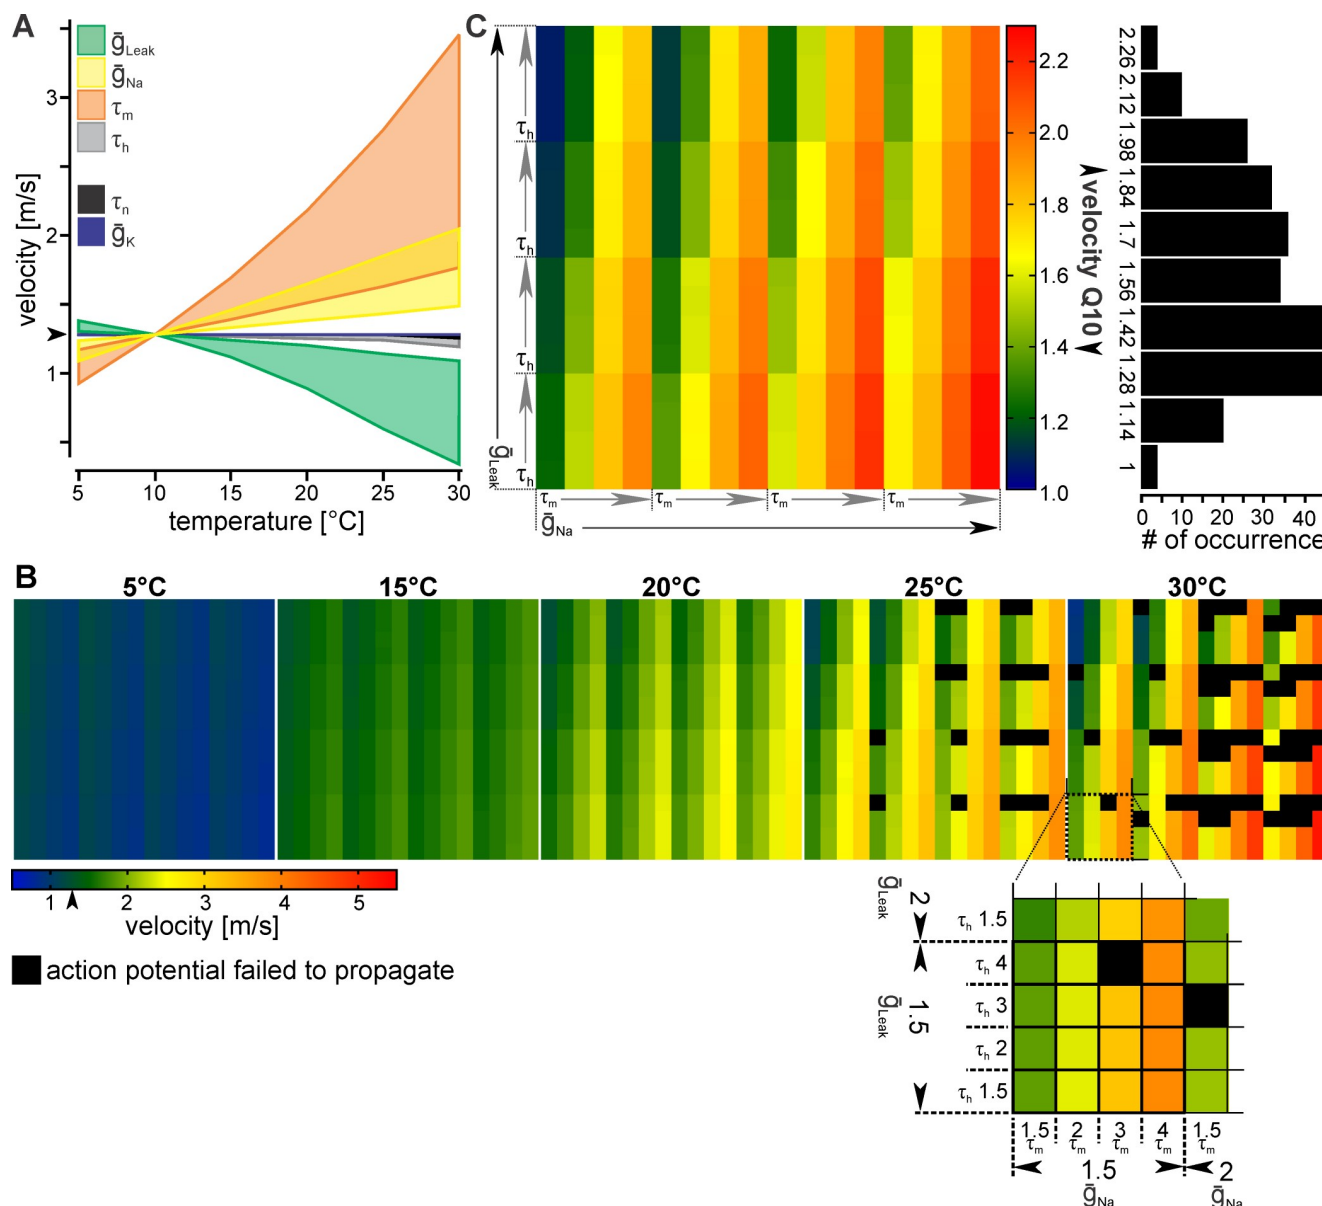 A
ḡLeak
ḡNa
τm
τh
τn
ḡK
3
2
1
velocity [m/s]
5 10 15 20 25 30
temperature [°C]
C
ḡLeak
τh
τh
τh
τh
τm τm τm τm
ḡNa
2.2
2.0
1.8
1.6
1.4
1.2
1.0
velocity Q10
2.26
2.12
1.98
1.84
1.7
1.56
1.42
1.28
1.14
1
0 10 20 30 40
# of occurrence
B
5°C 15°C 20°C 25°C 30°C
1 2 3 4 5
velocity [m/s]
action potential failed to propagate
2 ḡLeak
1.5 ḡLeak
τh 1.5
τh 4
τh 3
τh 2
τh 1.5
1.5 2 3 4 1.5
τm τm τm τm τm
1.5 2
ḡNa ḡNa